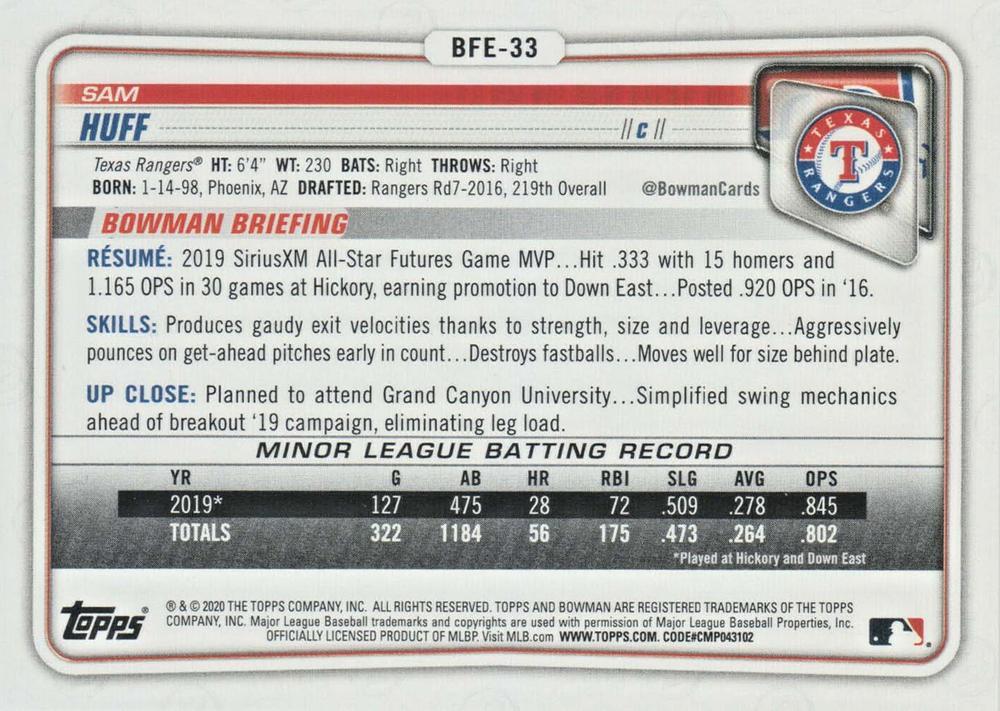 BFE-33
SAM
HUFF //C//
Texas Rangers® HT: 6'4" WT: 230 BATS: Right THROWS: Right
BORN: 1-14-98, Phoenix, AZ DRAFTED: Rangers Rd7-2016, 219th Overall @BowmanCards
TEXAS
T
RANGERS
BOWMAN BRIEFING
RÉSUMÉ: 2019 SiriusXM All-Star Futures Game MVP...Hit .333 with 15 homers and
1.165 OPS in 30 games at Hickory, earning promotion to Down East...Posted .920 OPS in '16.
SKILLS: Produces gaudy exit velocities thanks to strength, size and leverage...Aggressively
pounces on get-ahead pitches early in count...Destroys fastballs...Moves well for size behind plate.
UP CLOSE: Planned to attend Grand Canyon University...Simplified swing mechanics
ahead of breakout '19 campaign, eliminating leg load.
MINOR LEAGUE BATTING RECORD
YR G AB HR RBI SLG AVG OPS
2019* 127 475 28 72 .509 .278 .845
TOTALS 322 1184 56 175 .473 .264 .802
*Played at Hickory and Down East
Topps® ® & © 2020 THE TOPPS COMPANY, INC. ALL RIGHTS RESERVED. TOPPS AND BOWMAN ARE REGISTERED TRADEMARKS OF THE TOPPS
COMPANY, INC. Major League Baseball trademarks and copyrights are used with permission of Major League Baseball Properties, Inc.
OFFICIALLY LICENSED PRODUCT OF MLBP. Visit MLB.com WWW.TOPPS.COM. CODE#CMP043102